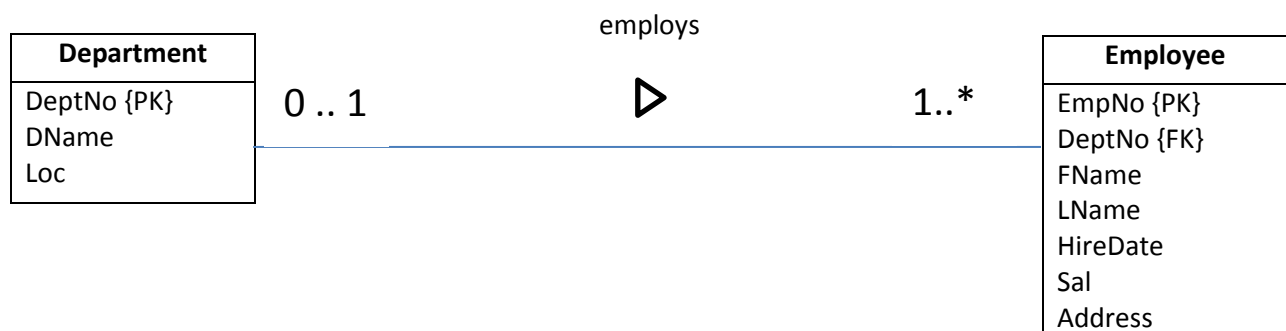 employs
Department
DeptNo {PK}
DName
Loc
0 .. 1
1..*
Employee
EmpNo {PK}
DeptNo {FK}
FName
LName
HireDate
Sal
Address